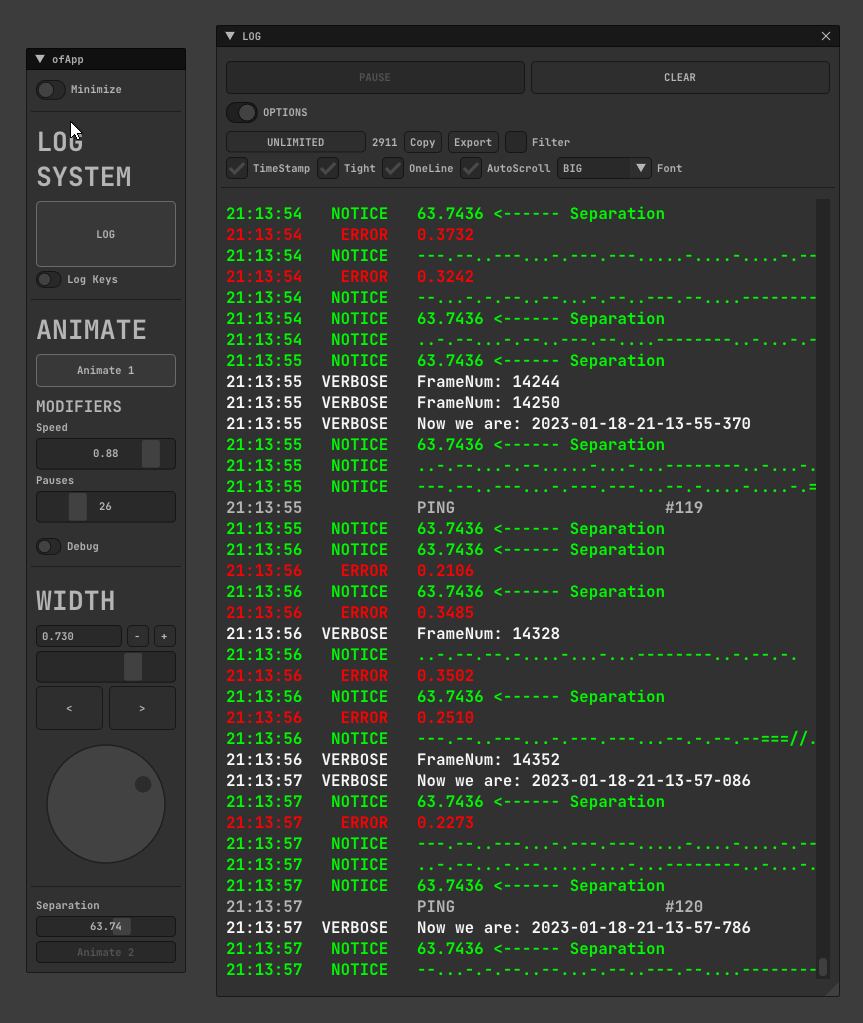 ofApp
Minimize
LOG
SYSTEM
LOG
Log Keys
ANIMATE
Animate 1
MODIFIERS
Speed
0.88
Pauses
26
Debug
WIDTH
0.730 - +
< >
Separation
63.74
Animate 2
LOG
PAUSE CLEAR
OPTIONS
UNLIMITED 2911 Copy Export Filter
TimeStamp Tight OneLine AutoScroll BIG Font
21:13:54 NOTICE 63.7436 <------ Separation
21:13:54 ERROR 0.3732
21:13:54 NOTICE ---.--..---...-.---.---.....-....-....-.--
21:13:54 ERROR 0.3242
21:13:54 NOTICE --...-.-.--..--...-.--..---.--..----------
21:13:54 NOTICE 63.7436 <------ Separation
21:13:54 NOTICE ..-.--...-.--..---.--....--------..-...-.-
21:13:55 NOTICE 63.7436 <------ Separation
21:13:55 VERBOSE FrameNum: 14244
21:13:55 VERBOSE FrameNum: 14250
21:13:55 VERBOSE Now we are: 2023-01-18-21-13-55-370
21:13:55 NOTICE 63.7436 <------ Separation
21:13:55 NOTICE ..-.--...-.--.....-...-...--------..-...-.
21:13:55 NOTICE ---.--..---...-.---.---...--.-....-....-.=
21:13:55 PING #119
21:13:55 NOTICE 63.7436 <------ Separation
21:13:56 NOTICE 63.7436 <------ Separation
21:13:56 ERROR 0.2106
21:13:56 NOTICE 63.7436 <------ Separation
21:13:56 ERROR 0.3485
21:13:56 VERBOSE FrameNum: 14328
21:13:56 NOTICE ..-.--.--.-....-...-...--------..-.--.-.
21:13:56 ERROR 0.3502
21:13:56 NOTICE 63.7436 <------ Separation
21:13:56 ERROR 0.2510
21:13:56 NOTICE ---.--..---...-.---.---...--.-.--.--===//.
21:13:56 VERBOSE FrameNum: 14352
21:13:57 VERBOSE Now we are: 2023-01-18-21-13-57-086
21:13:57 NOTICE 63.7436 <------ Separation
21:13:57 ERROR 0.2273
21:13:57 NOTICE ---.--..---...-.---.---.....-....-....-.--
21:13:57 NOTICE ..-.--...-.--.....-...-...--------..-...-.
21:13:57 NOTICE 63.7436 <------ Separation
21:13:57 PING #120
21:13:57 VERBOSE Now we are: 2023-01-18-21-13-57-786
21:13:57 NOTICE 63.7436 <------ Separation
21:13:57 NOTICE --...-.-.--..--...-.--..---.--..----------